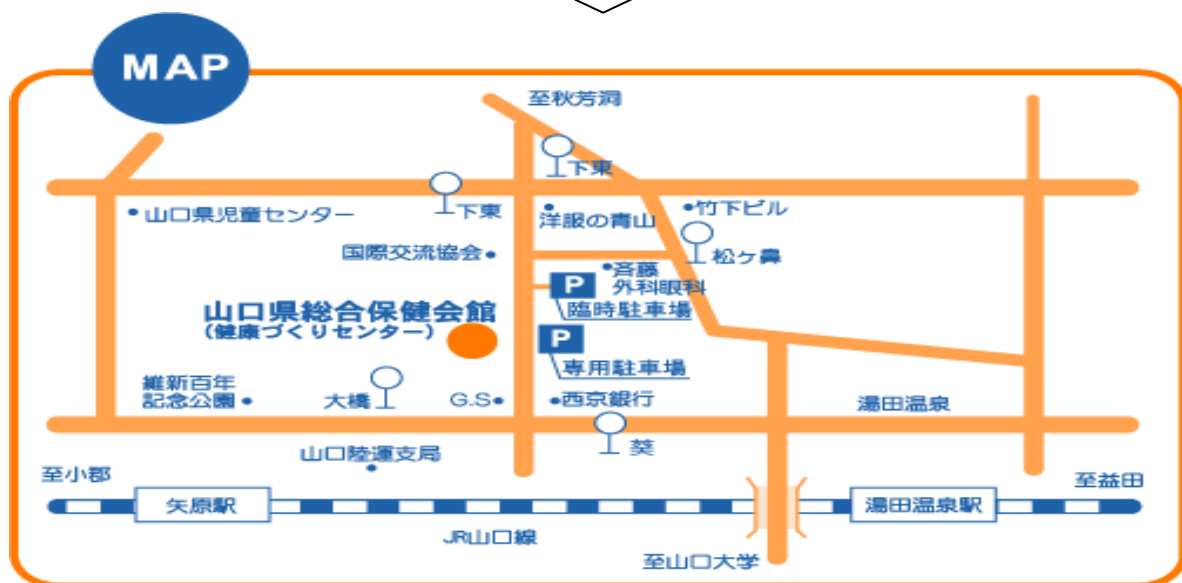 MAP
至秋芳洞
下東
下東
山口県児童センター
洋服の青山
竹下ビル
国際交流協会
松ヶ鼻
斉藤
外科眼科
P
臨時駐車場
山口県総合保健会館
(健康づくりセンター)
P
専用駐車場
維新百年
記念公園
大橋
G.S
西京銀行
湯田温泉
葵
山口陸運支局
至小郡
至益田
矢原駅
湯田温泉駅
JR山口線
至山口大学